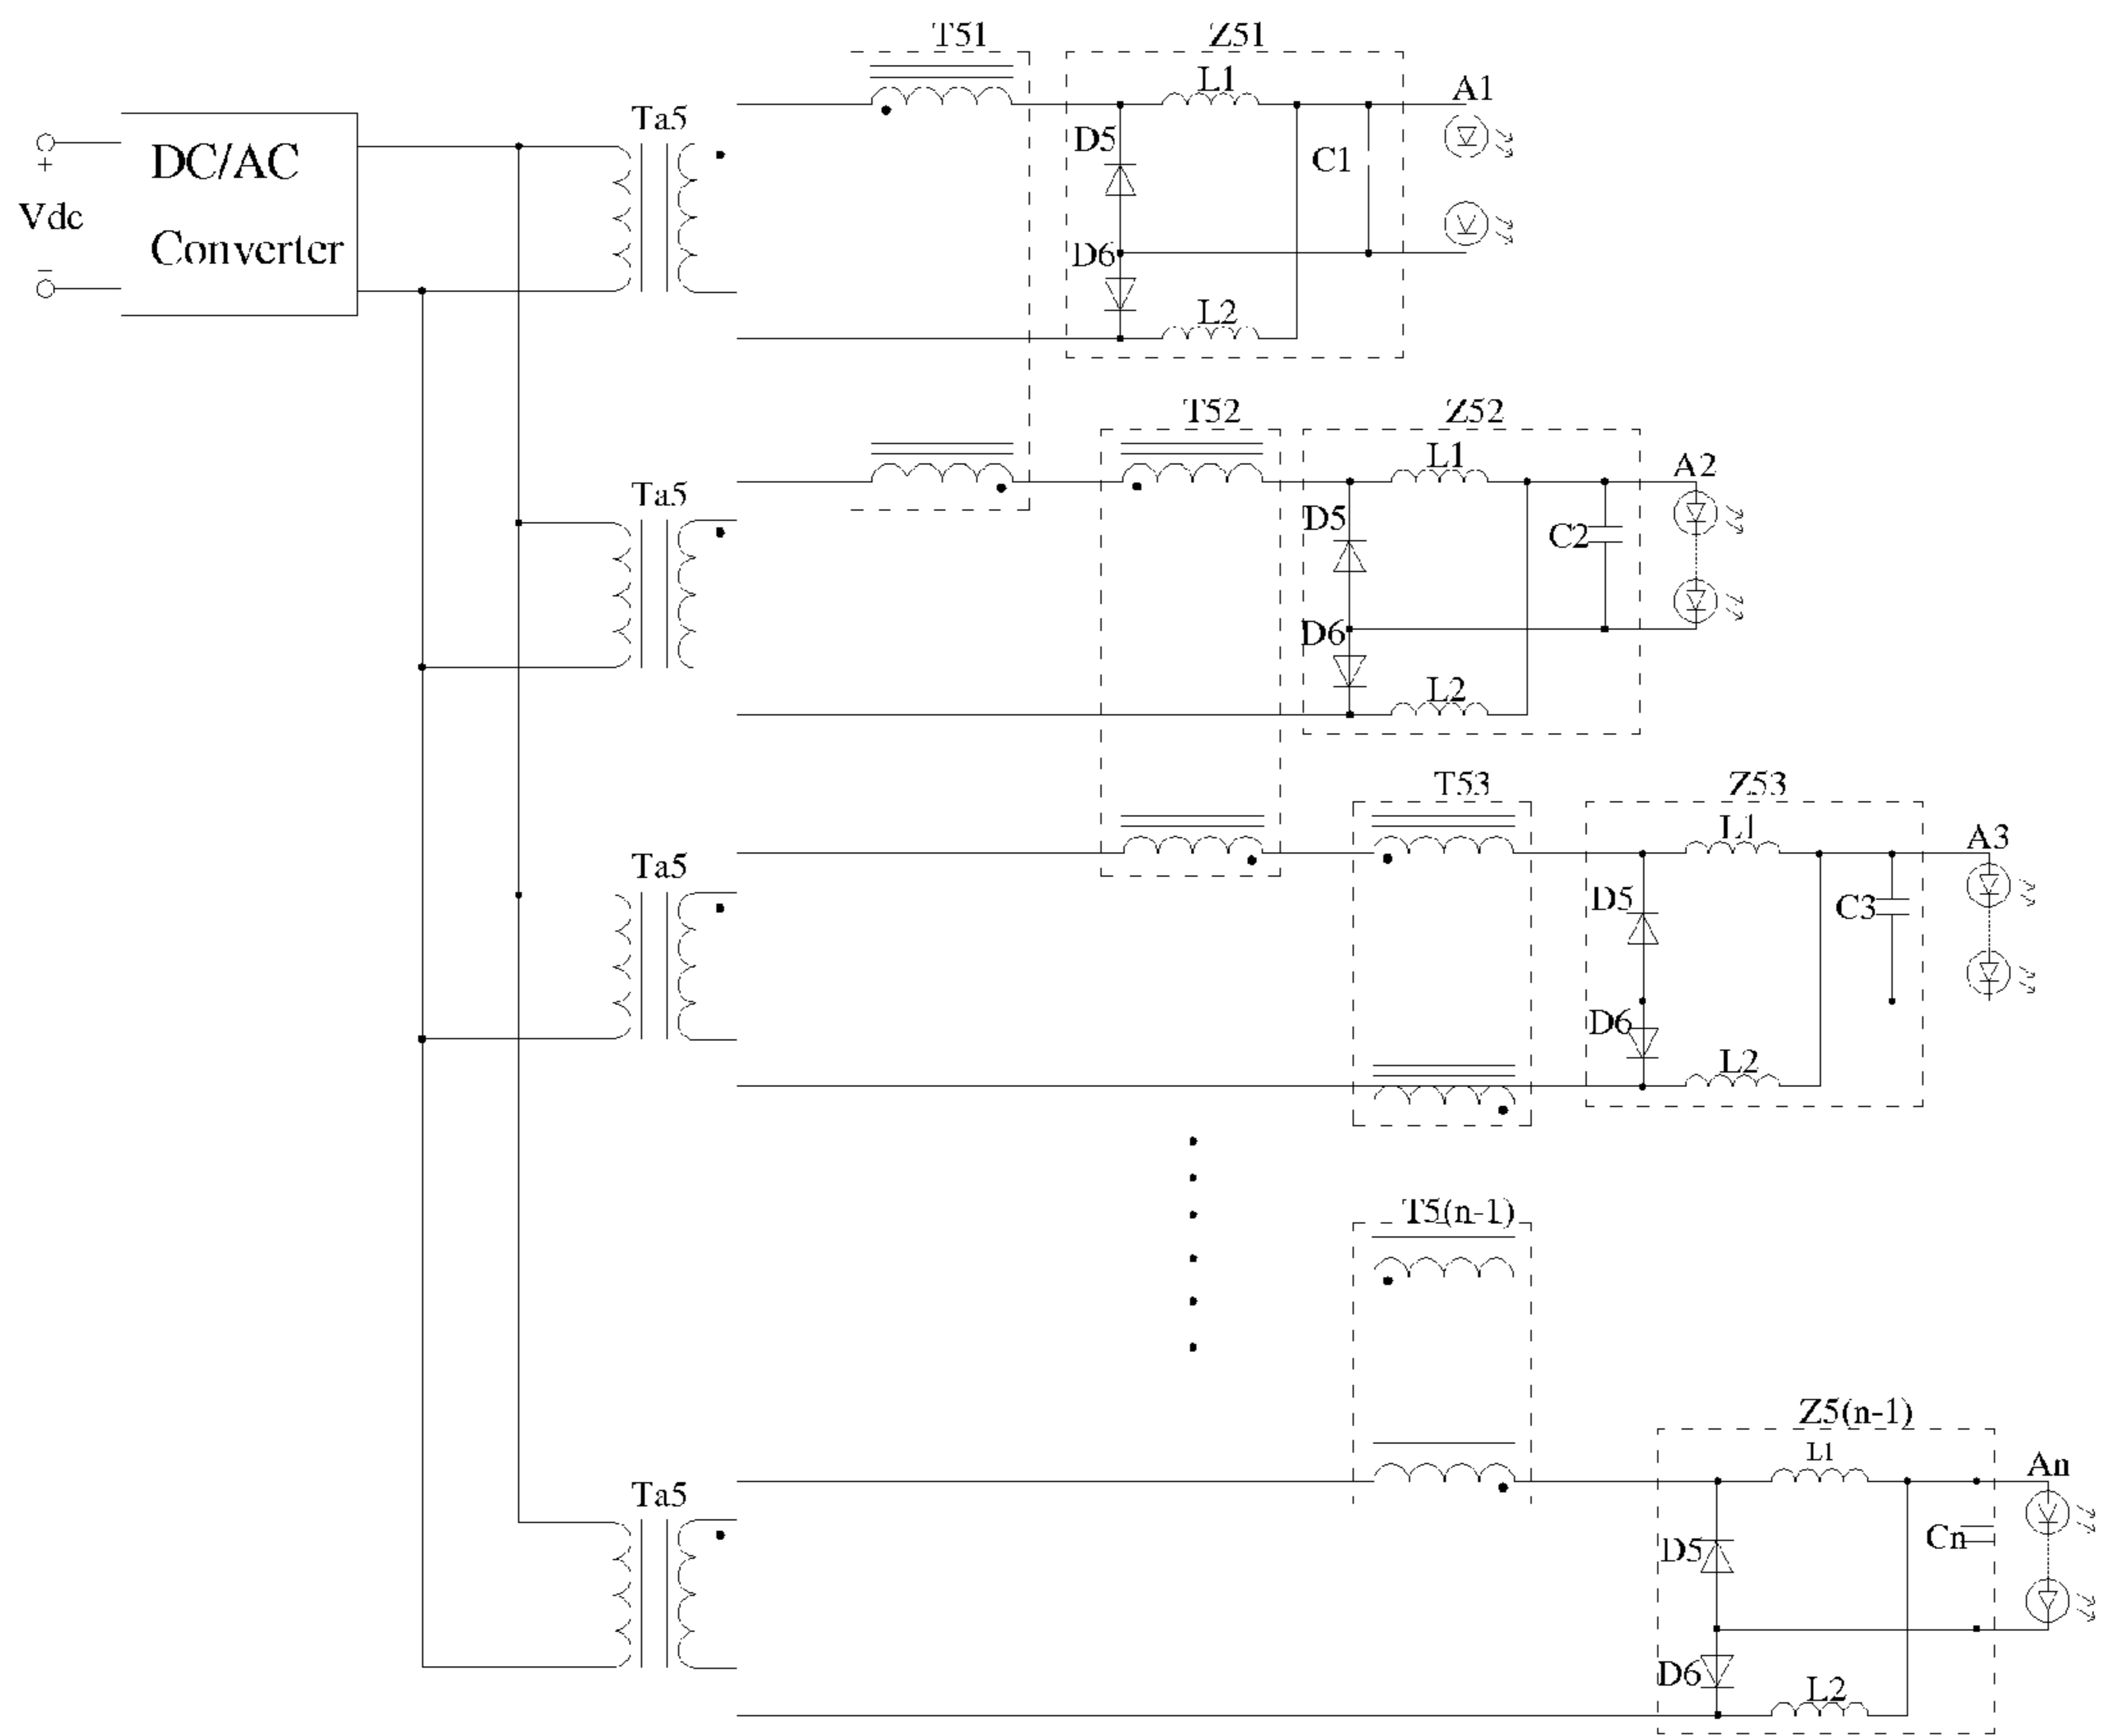 T51
Z51
L1
A1
Ta5
DC/AC
Converter
+
Vdc
−
D5
C1
D6
L2
T52
Z52
L1
A2
Ta5
D5
C2
D6
L2
T53
Z53
L1
A3
Ta5
D5
C3
D6
L2
T5(n-1)
Z5(n-1)
L1
An
Ta5
D5
Cn
D6
L2